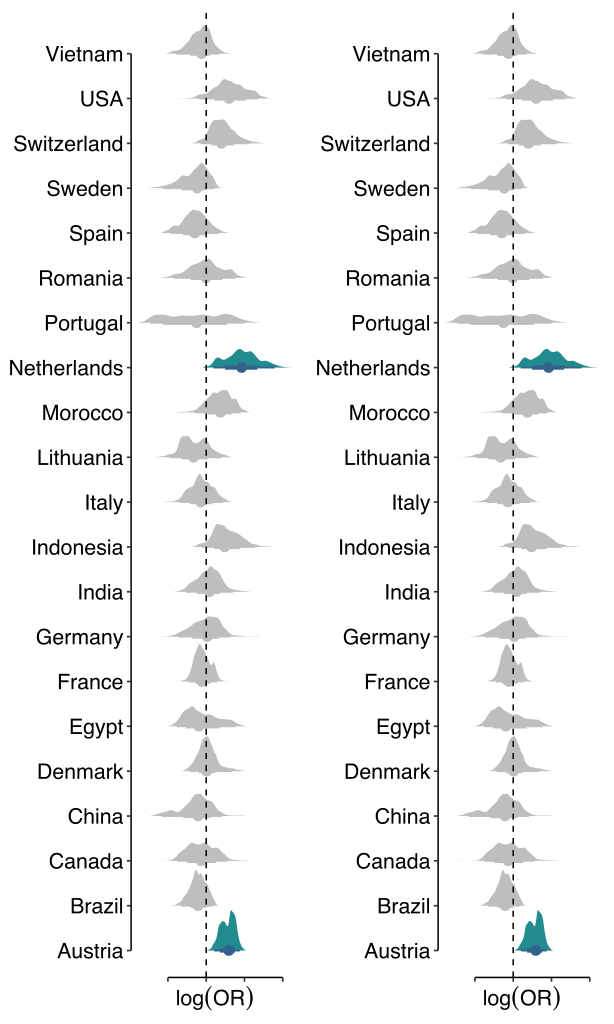 Vietnam
USA
Switzerland
Sweden
Spain
Romania
Portugal
Netherlands
Morocco
Lithuania
Italy
Indonesia
India
Germany
France
Egypt
Denmark
China
Canada
Brazil
Austria
log(OR)
Vietnam
USA
Switzerland
Sweden
Spain
Romania
Portugal
Netherlands
Morocco
Lithuania
Italy
Indonesia
India
Germany
France
Egypt
Denmark
China
Canada
Brazil
Austria
log(OR)